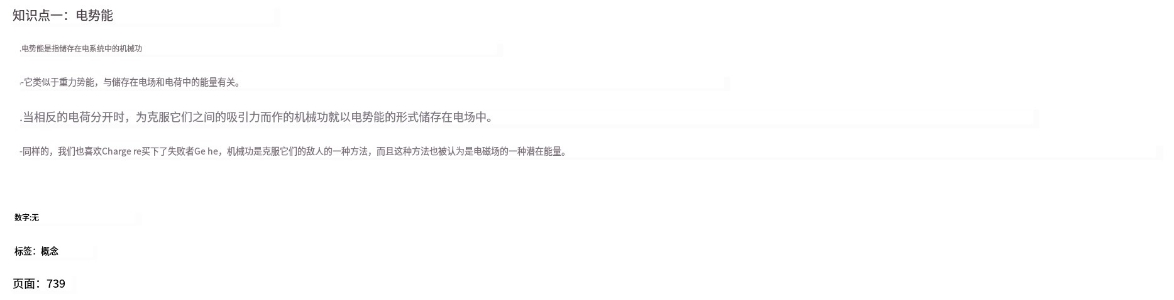 知识点一：电势能
.电势能是指储存在电系统中的机械功
-它类似于重力势能，与储存在电场和电荷中的能量有关。
.当相反的电荷分开时，为克服它们之间的吸引力而作的机械功就以电势能的形式储存在电场中。
-同样的，我们也喜欢Charge re买下了失败者Ge he，机械功是克服它们的敌人的一种方法，而且这种方法也被认为是电磁场的一种潜在能量。
数字:无
标签：概念
页面：739